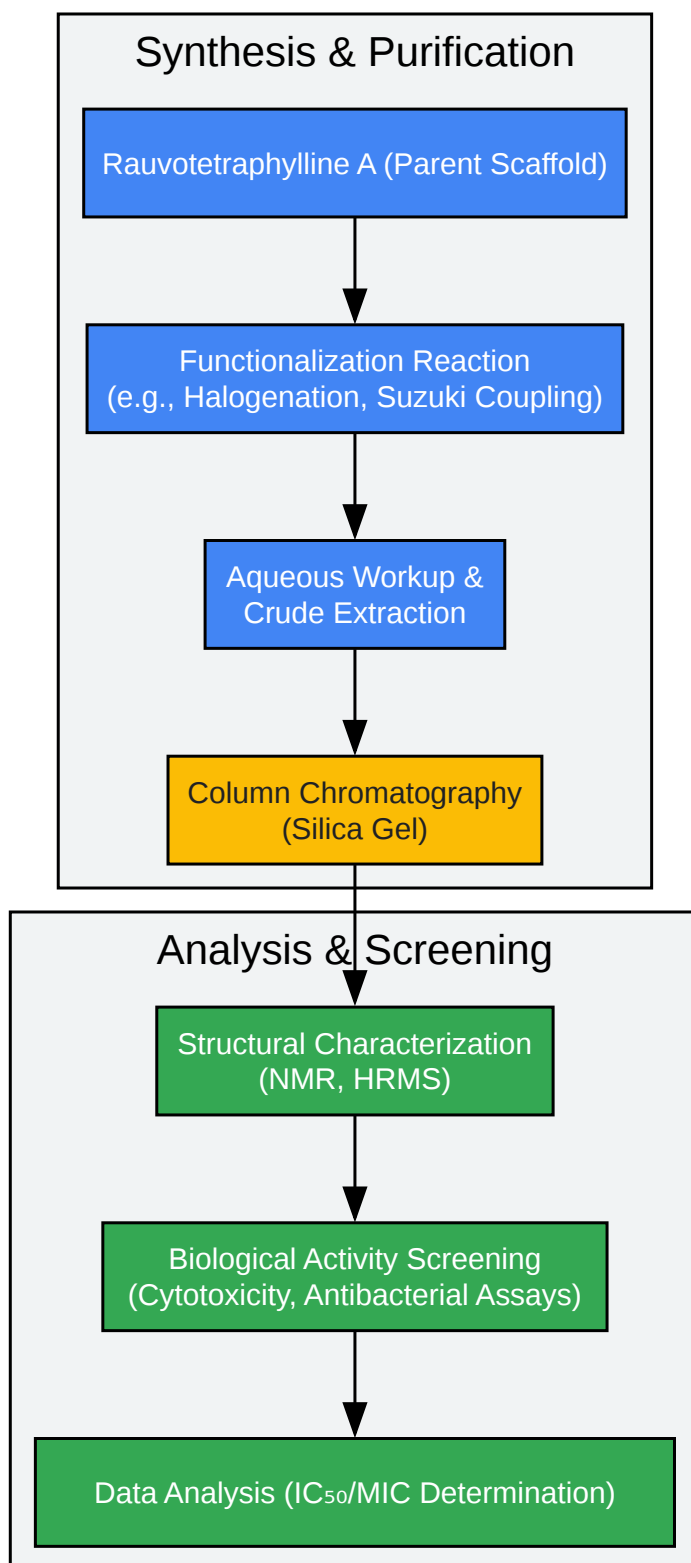 Synthesis & Purification
Rauvotetraphylline A (Parent Scaffold)
Functionalization Reaction
(e.g., Halogenation, Suzuki Coupling)
Aqueous Workup &
Crude Extraction
Column Chromatography
(Silica Gel)
Analysis & Screening
Structural Characterization
(NMR, HRMS)
Biological Activity Screening
(Cytotoxicity, Antibacterial Assays)
Data Analysis (IC₅₀/MIC Determination)